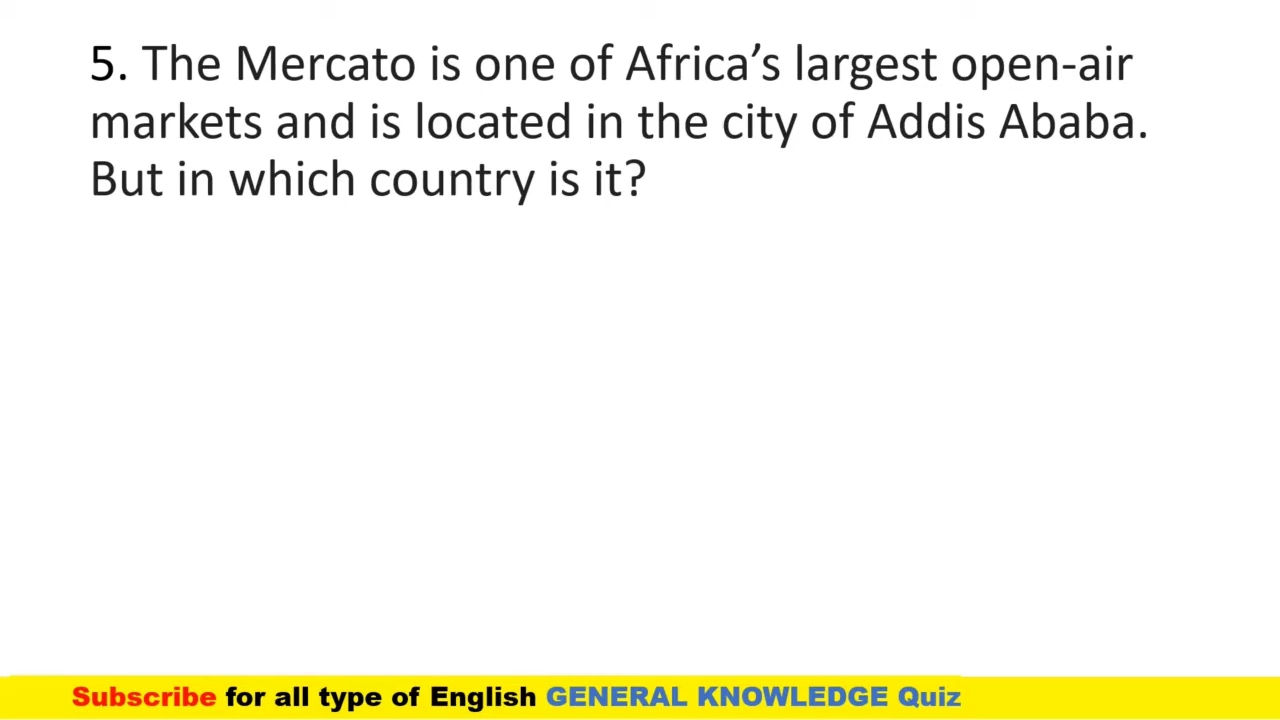 5. The Mercato is one of Africa’s largest open-air
markets and is located in the city of Addis Ababa.
But in which country is it?
Subscribe for all type of English GENERAL KNOWLEDGE Quiz